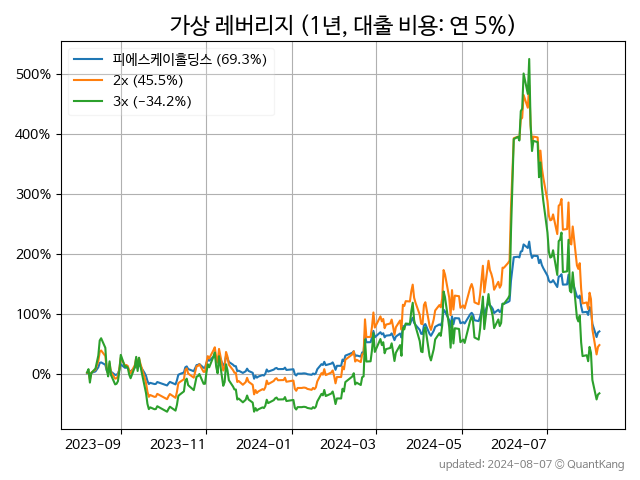 가상 레버리지 (1년, 대출 비용: 연 5%)
피에스케이홀딩스 (69.3%)
2x (45.5%)
3x (-34.2%)
500%
400%
300%
200%
100%
0%
2023-09 2023-11 2024-01 2024-03 2024-05 2024-07
updated: 2024-08-07 © QuantKang